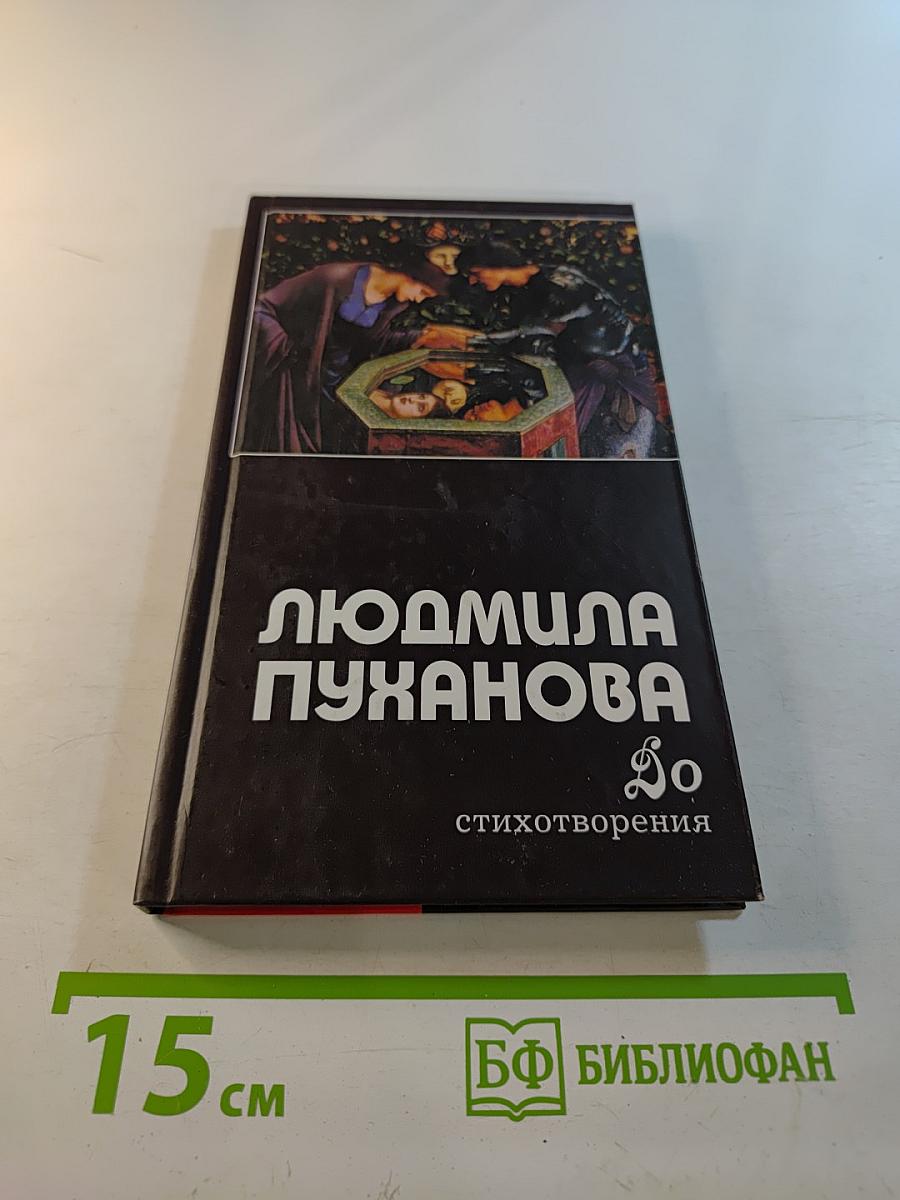 ЛЮДМИЛА
ПУХАНОВА
До
стихотворения
15 см
БФ БИБЛИОФАН